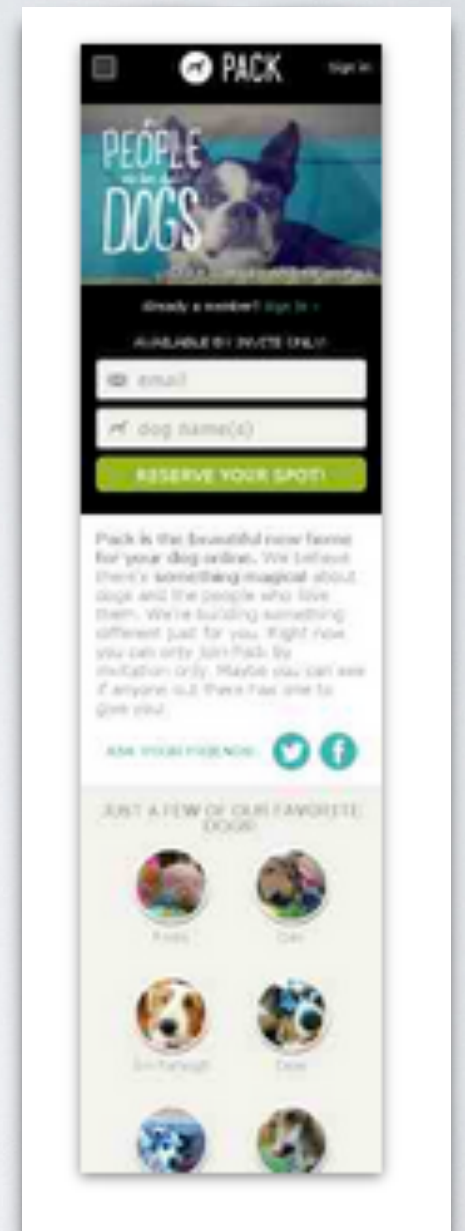 PACK
Sign in
PEOPLE
DOGS
Already a member? Sign In »
AVAILABLE BY INVITE ONLY!
email
dog name(s)
RESERVE YOUR SPOT!
Pack is the beautiful new home
for your dog online. We believe
there's something magical about
dogs and the people who love
them. We're building something
different just for you. Right now
you can only join Pack by
invitation only. Maybe you can see
if anyone out there has one to
give you!
ASK YOUR FRIENDS:
JUST A FEW OF OUR FAVORITE
DOGS!